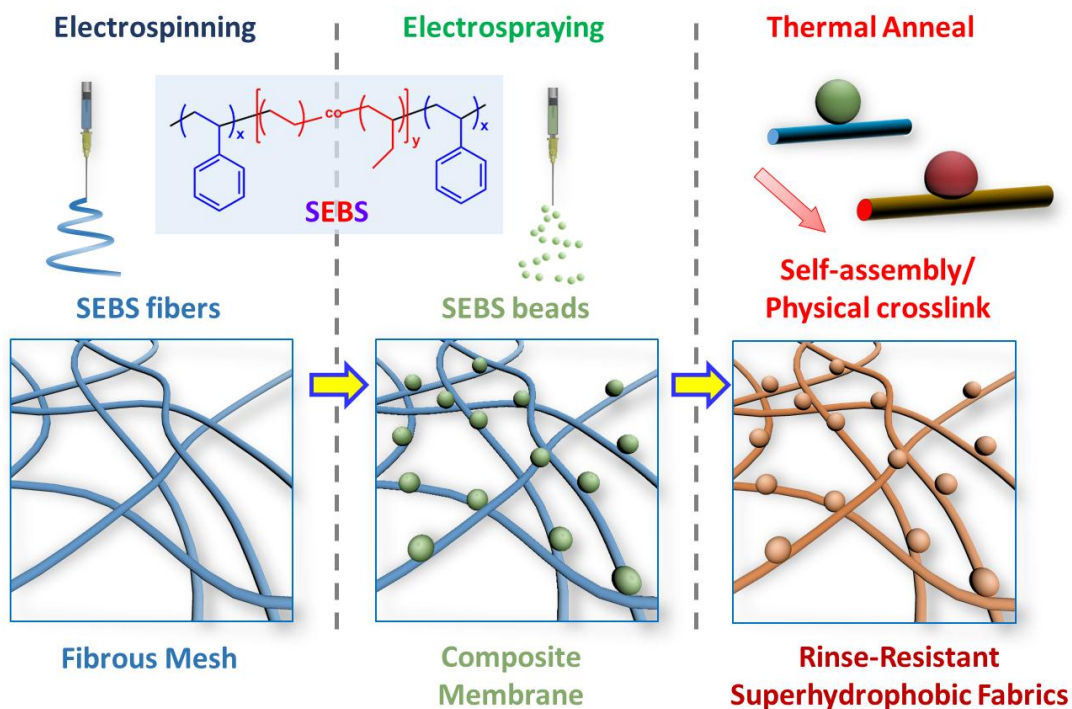 Electrospinning
Electrospraying
Thermal Anneal
co
x
y
x
SEBS
SEBS fibers
SEBS beads
Self-assembly/
Physical crosslink
Fibrous Mesh
Composite
Membrane
Rinse-Resistant
Superhydrophobic Fabrics